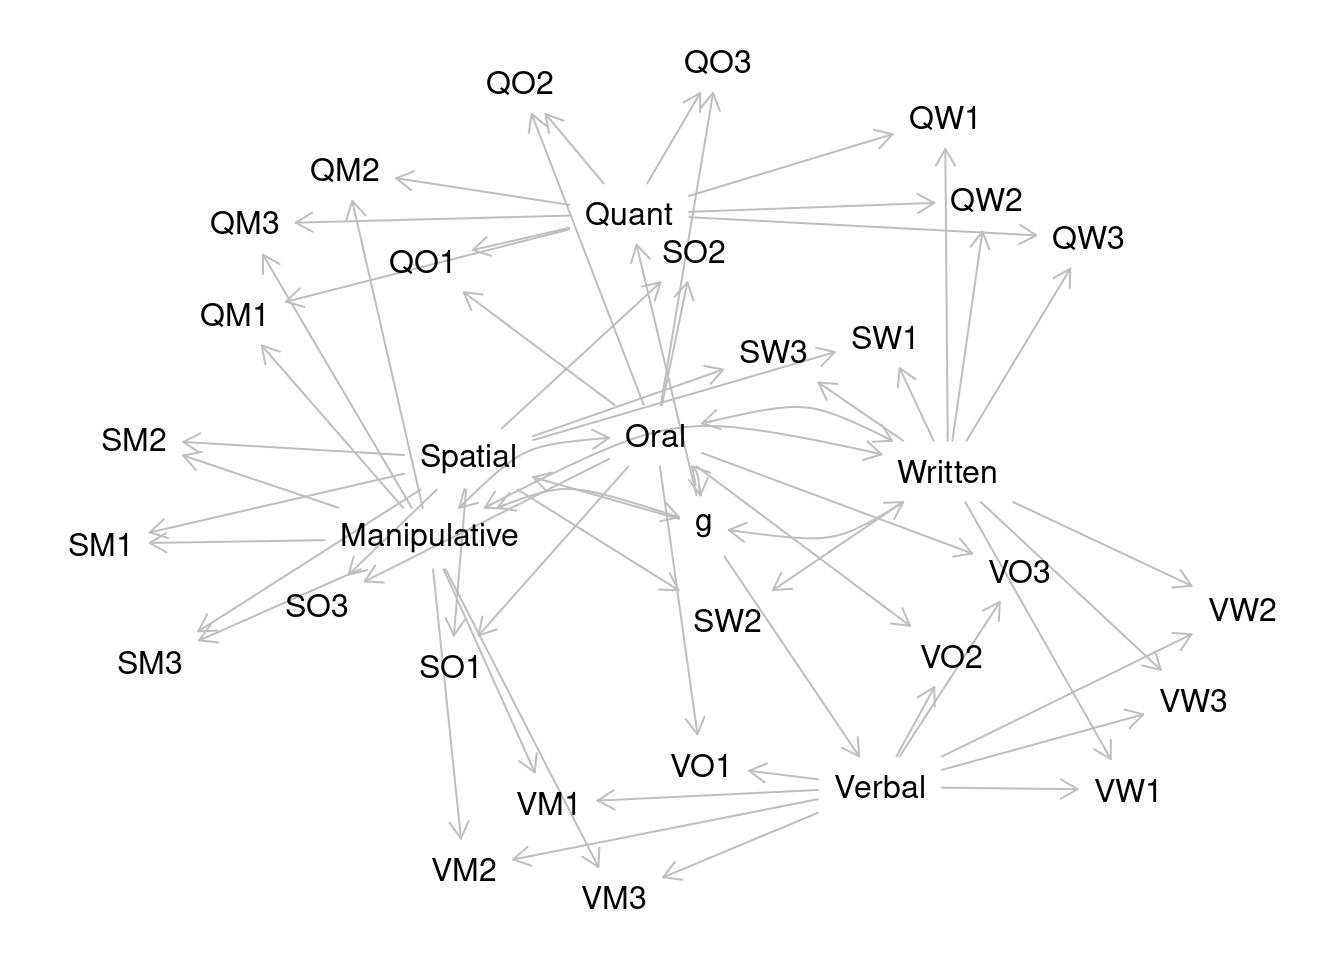 QO3
QO2
QW1
QM2
QW2
Quant
QM3
QW3
SO2
QO1
QM1
SW1
SW3
Oral
SM2
Spatial
Written
g
Manipulative
SM1
VO3
SO3
VW2
SW2
VO2
SM3
SO1
VW3
VO1
Verbal
VW1
VM1
VM2
VM3